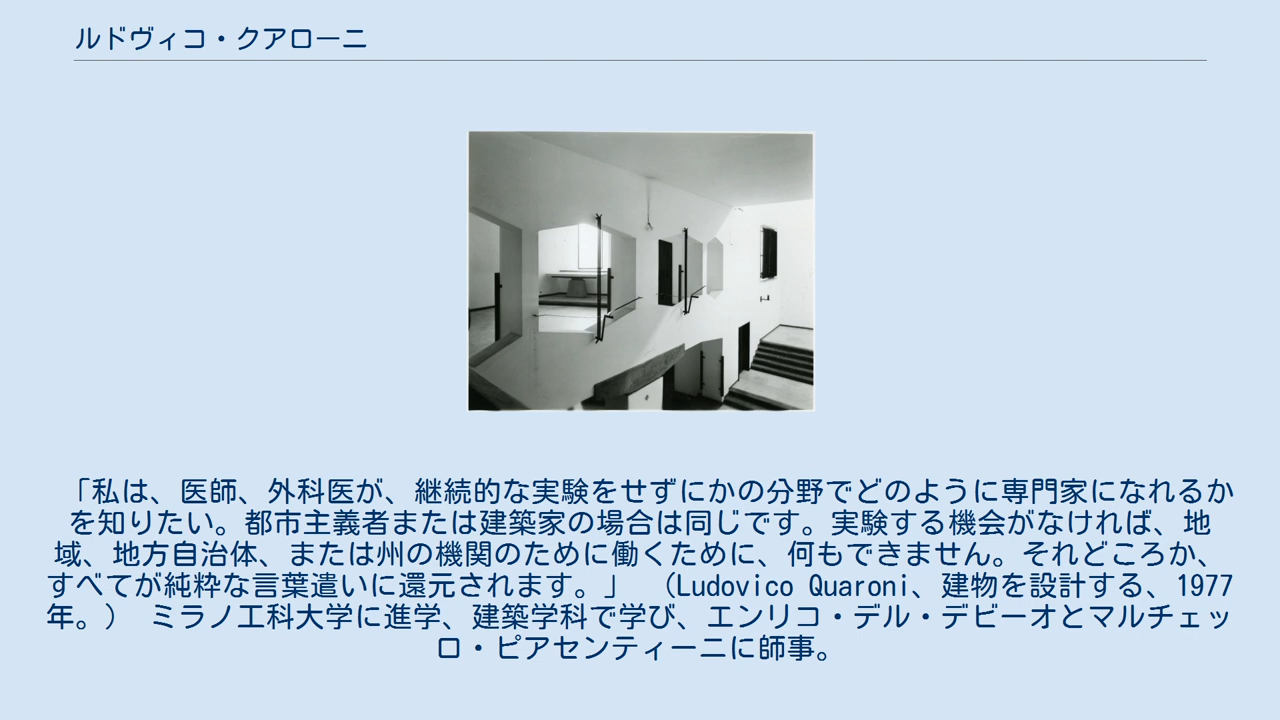 ルドヴィコ・クアローニ
「私は、医師、外科医が、継続的な実験をせずにかの分野でどのように専門家になれるか
を知りたい。都市主義者または建築家の場合は同じです。実験する機会がなければ、地
域、地方自治体、または州の機関のために働くために、何もできません。それどころか、
すべてが純粋な言葉遣いに還元されます。」 （Ludovico Quaroni、建物を設計する、1977
年。） ミラノ工科大学に進学、建築学科で学び、エンリコ・デル・デビーオとマルチェッ
ロ・ピアセンティーニに師事。